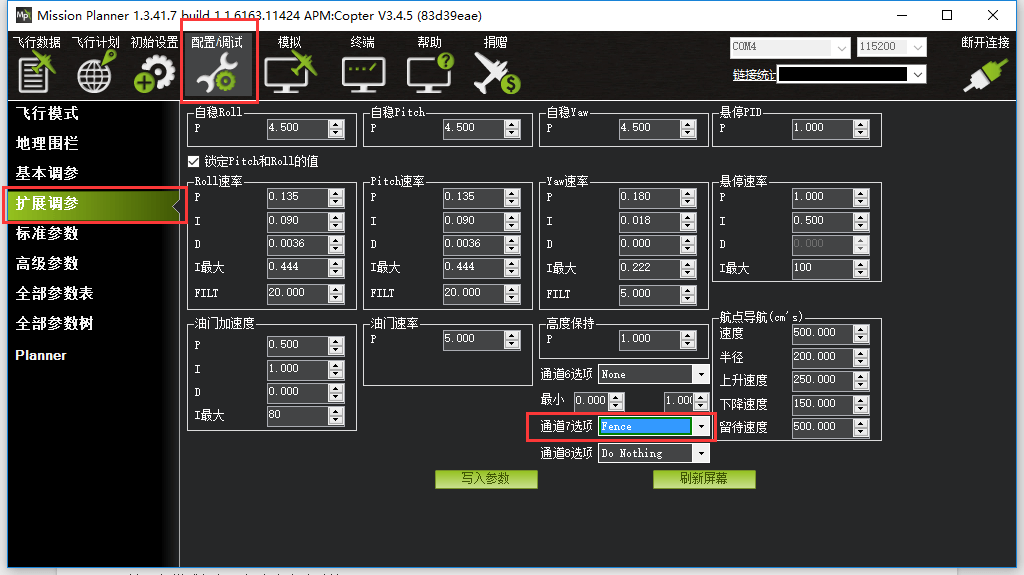 Mission Planner 1.3.41.7 build 1.1.6163.11424 APM:Copter V3.4.5 (83d39eae)
飞行数据 飞行计划 初始设置 配置/调试 模拟 终端 帮助 捐赠
COM4 115200 断开连接
链接统计
飞行模式
地理围栏
基本调参
扩展调参
标准参数
高级参数
全部参数表
全部参数树
Planner
自稳Roll
P 4.500
自稳Pitch
P 4.500
自稳Yaw
P 4.500
悬停PID
P 1.000
锁定Pitch和Roll的值
Roll速率
P 0.135
I 0.090
D 0.0036
I最大 0.444
FILT 20.000
Pitch速率
P 0.135
I 0.090
D 0.0036
I最大 0.444
FILT 20.000
Yaw速率
P 0.180
I 0.018
D 0.000
I最大 0.222
FILT 5.000
悬停速率
P 1.000
I 0.500
D 0.000
I最大 100
油门加速度
P 0.500
I 1.000
D 0.000
I最大 80
油门速率
P 5.000
高度保持
P 1.000
通道6选项 None
最小 0.000 1.000
通道7选项 Fence
通道8选项 Do Nothing
航点导航(cm's)
速度 500.000
半径 200.000
上升速度 250.000
下降速度 150.000
留待速度 500.000
写入参数 刷新屏幕